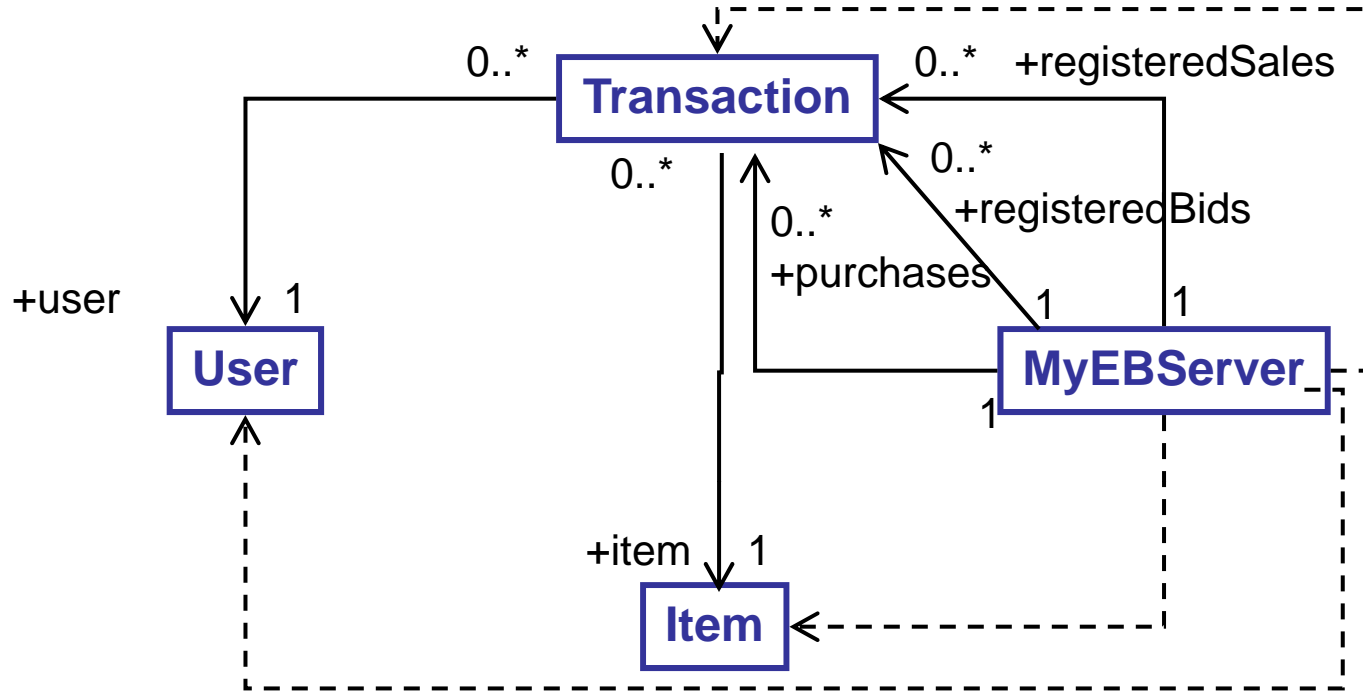 0..*
Transaction
0..* +registeredSales
0..*
0..*
+registeredBids
0..*
+purchases
+user
1
1
1
User
MyEBServer
1
+item 1
Item